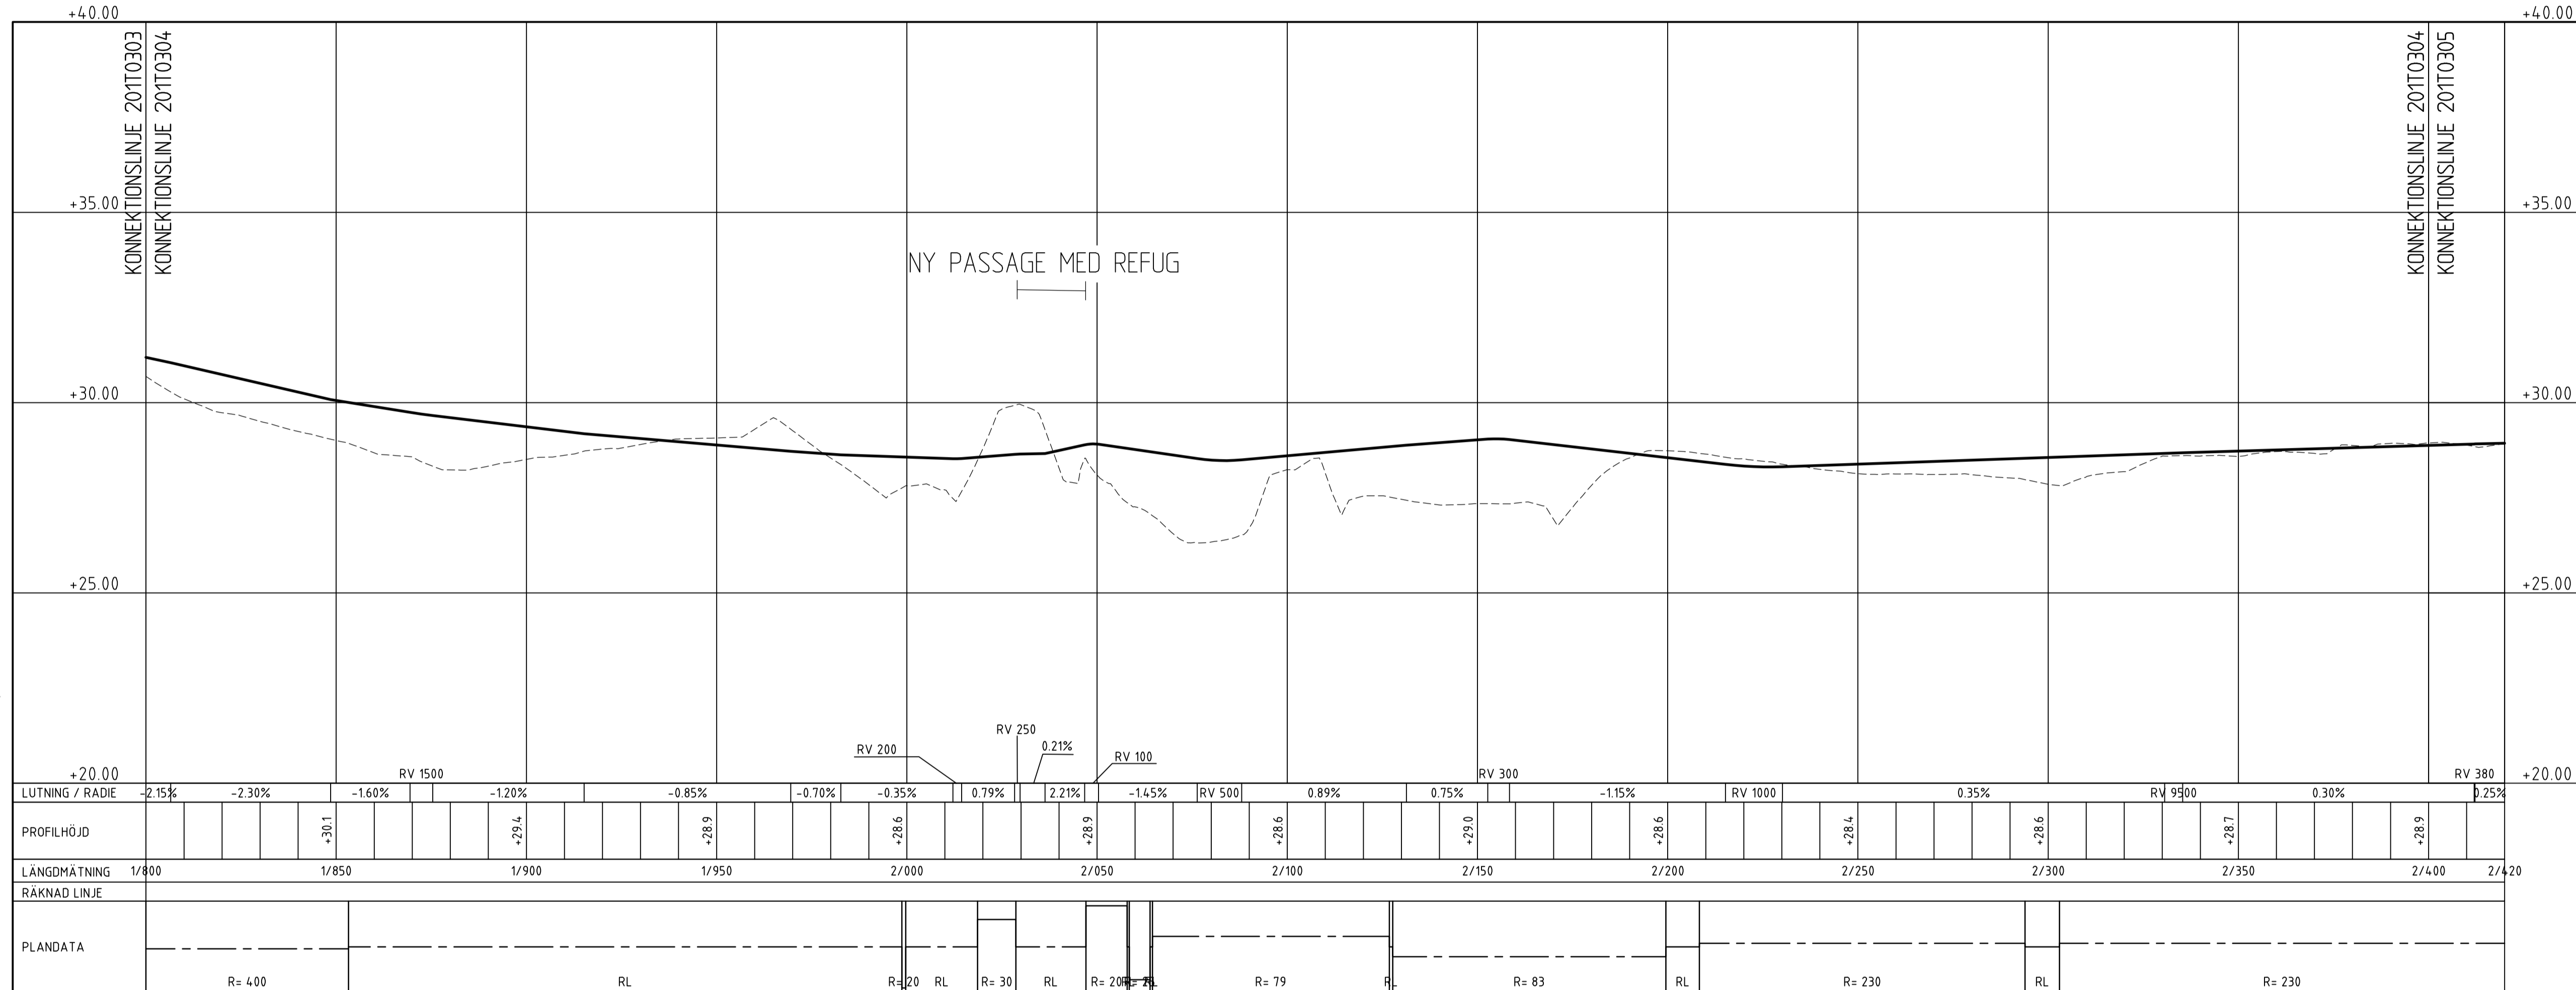 +40.00 +40.00
KONNEKTIONSLINJE 201T0303
KONNEKTIONSLINJE 201T0304
KONNEKTIONSLINJE 201T0304
KONNEKTIONSLINJE 201T0305
+35.00 +35.00
NY PASSAGE MED REFUG
+30.00 +30.00
+25.00 +25.00
RV 250
RV 200 0.21% RV 100
+20.00 RV 1500 RV 300 RV 380 +20.00
LUTNING / RADIE -2.15% -2.30% -1.60% -1.20% -0.85% -0.70% -0.35% 0.79% 2.21% -1.45% RV 500 0.89% 0.75% -1.15% RV 1000 0.35% RV 9500 0.30% 0.25%
PROFILHÖJD +30.1 +29.4 +28.9 +28.6 +28.9 +28.6 +29.0 +28.6 +28.4 +28.6 +28.7 +28.9
LÄNGDMÄTNING 1/800 1/850 1/900 1/950 2/000 2/050 2/100 2/150 2/200 2/250 2/300 2/350 2/400 2/420
RÄKNAD LINJE
PLANDATA
R= 400 RL R= 20 RL R= 30 RL R= 20 RL R= 79 RL R= 83 RL R= 230 RL R= 230